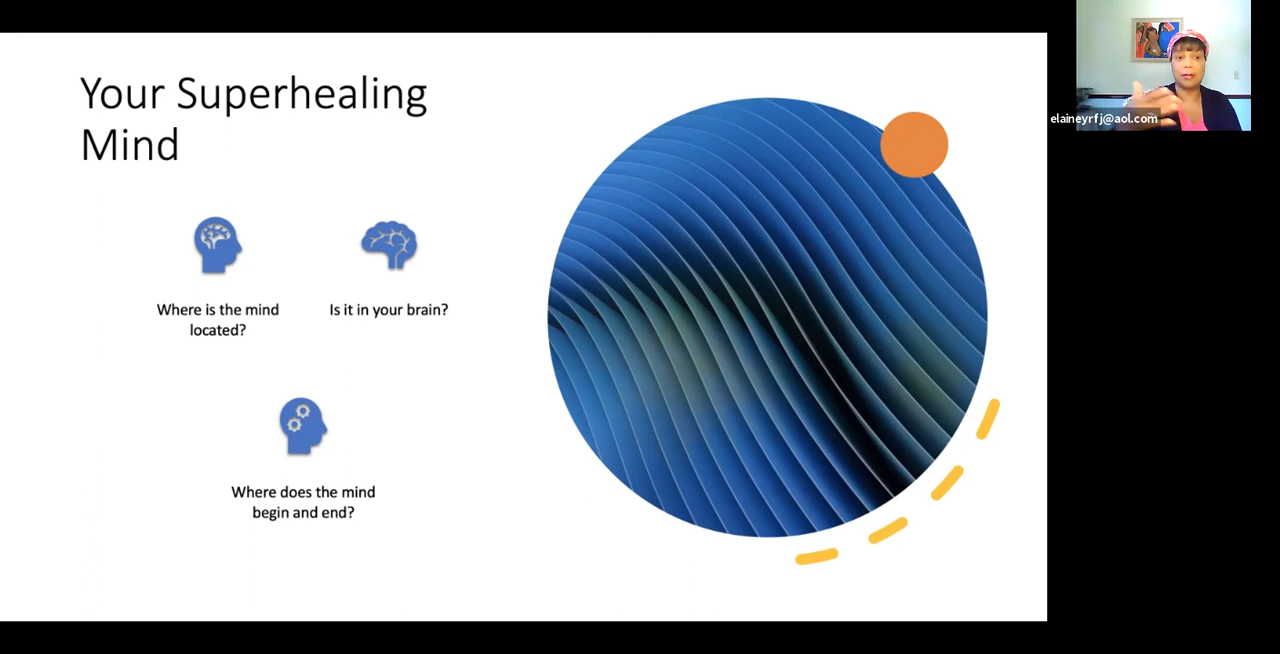 Your Superhealing
Mind
Where is the mind
located?
Is it in your brain?
Where does the mind
begin and end?
elaineyrfj@aol.com